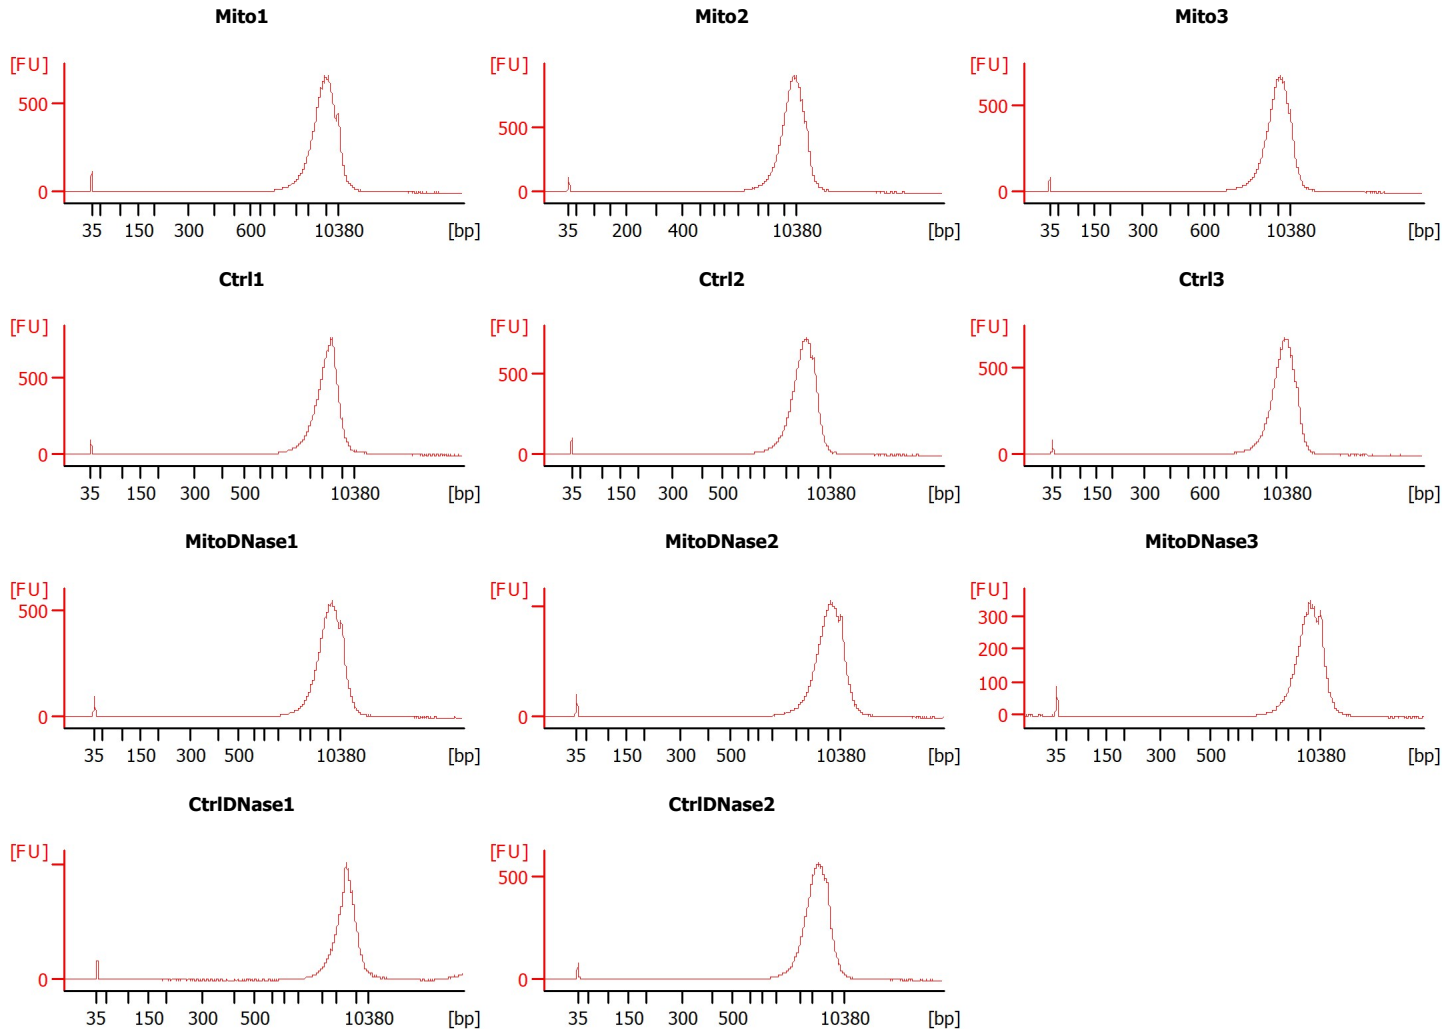 Mito1 Mito2 Mito3
[FU] [FU] [FU]
500 500 500
0 0 0
35 150 300 600 10380 [bp] 35 200 400 10380 [bp] 35 150 300 600 10380 [bp]
Ctrl1 Ctrl2 Ctrl3
[FU] [FU] [FU]
500 500 500
0 0 0
35 150 300 500 10380 [bp] 35 150 300 500 10380 [bp] 35 150 300 600 10380 [bp]
MitoDNase1 MitoDNase2 MitoDNase3
[FU] [FU] [FU]
500 300
200
100
0 0 0
35 150 300 500 10380 [bp] 35 150 300 500 10380 [bp] 35 150 300 500 10380 [bp]
CtrlDNase1 CtrlDNase2
[FU] [FU]
500
0 0
35 150 300 500 10380 [bp] 35 150 300 500 10380 [bp]